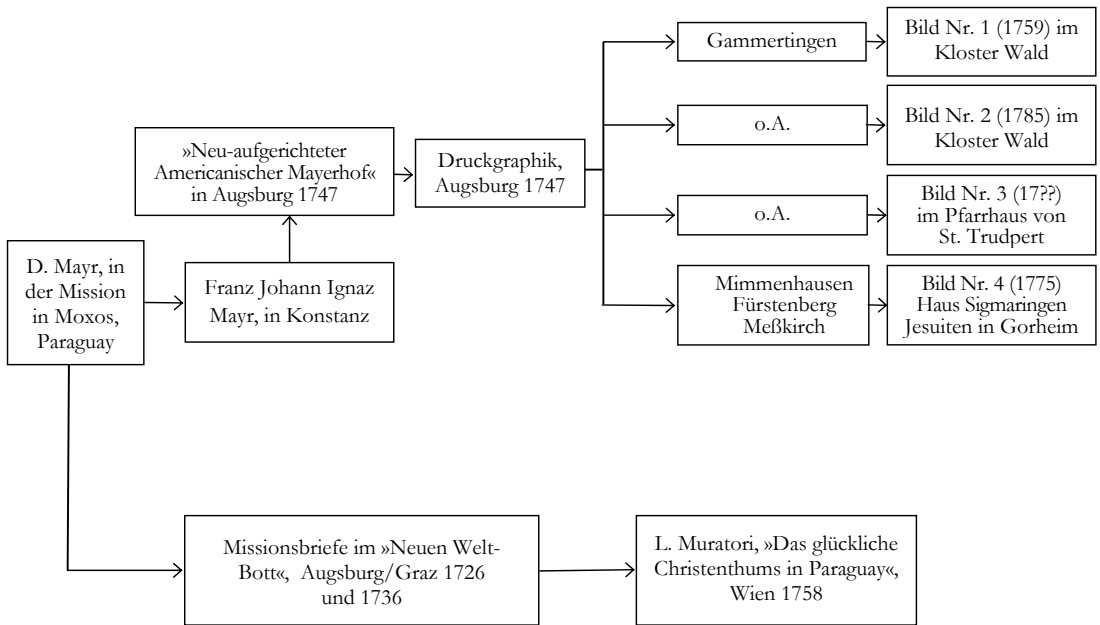 Gammertingen
Bild Nr. 1 (1759) im
Kloster Wald
o.A.
Bild Nr. 2 (1785) im
Kloster Wald
»Neu-aufgerichteter
Americanischer Mayerhof«
in Augsburg 1747
Druckgraphik,
Augsburg 1747
o.A.
Bild Nr. 3 (17??)
im Pfarrhaus von
St. Trudpert
D. Mayr, in
der Mission
in Moxos,
Paraguay
Franz Johann Ignaz
Mayr, in Konstanz
Mimmenhausen
Fürstenberg
Meßkirch
Bild Nr. 4 (1775)
Haus Sigmaringen
Jesuiten in Gorheim
Missionsbriefe im »Neuen Welt-
Bott«, Augsburg/Graz 1726
und 1736
L. Muratori, »Das glückliche
Christenthums in Paraguay«,
Wien 1758